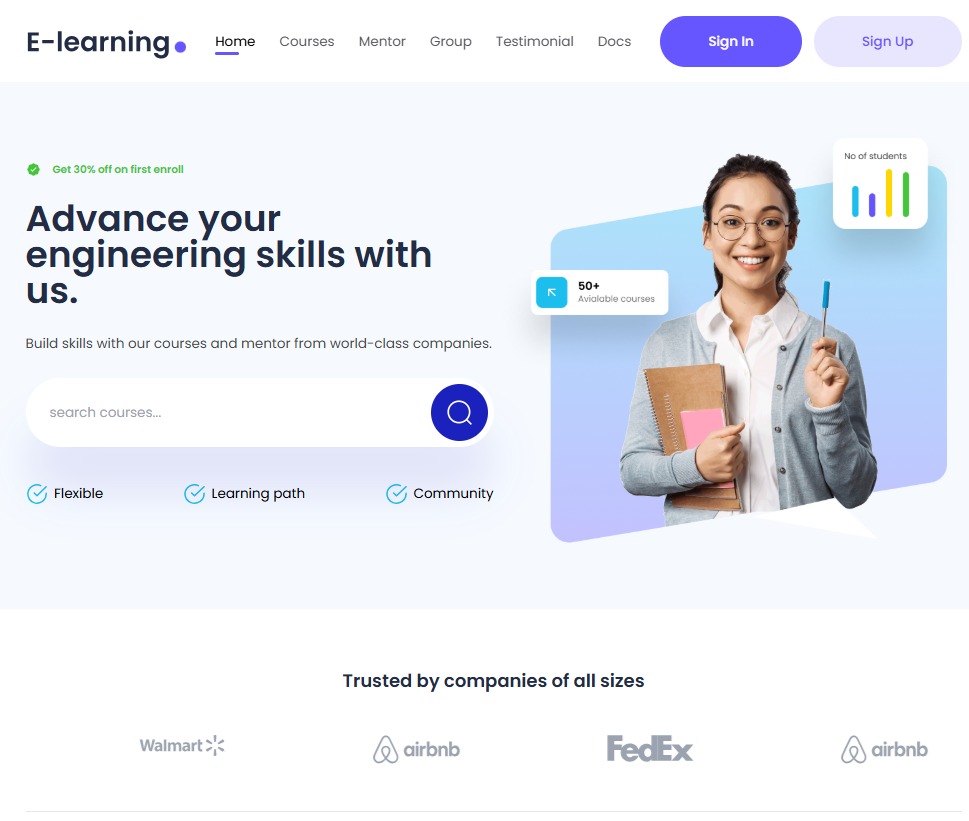 E-learning
Home Courses Mentor Group Testimonial Docs Sign In Sign Up
Get 30% off on first enroll
Advance your
engineering skills with
us.
Build skills with our courses and mentor from world-class companies.
search courses...
Flexible Learning path Community
No of students
50+
Avialable courses
Trusted by companies of all sizes
Walmart airbnb FedEx airbnb